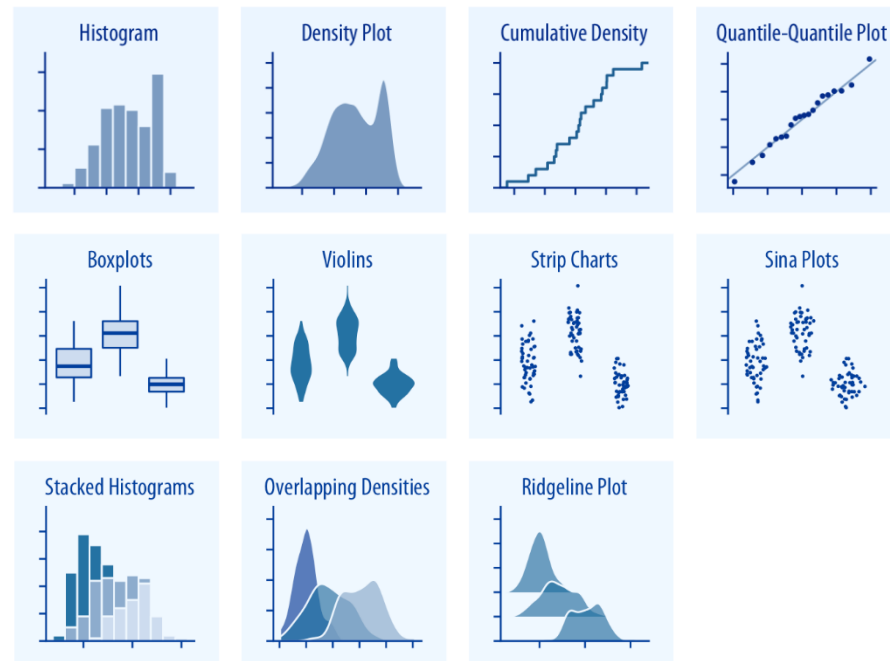 Histogram
Density Plot
Cumulative Density
Quantile-Quantile Plot
Boxplots
Violins
Strip Charts
Sina Plots
Stacked Histograms
Overlapping Densities
Ridgeline Plot